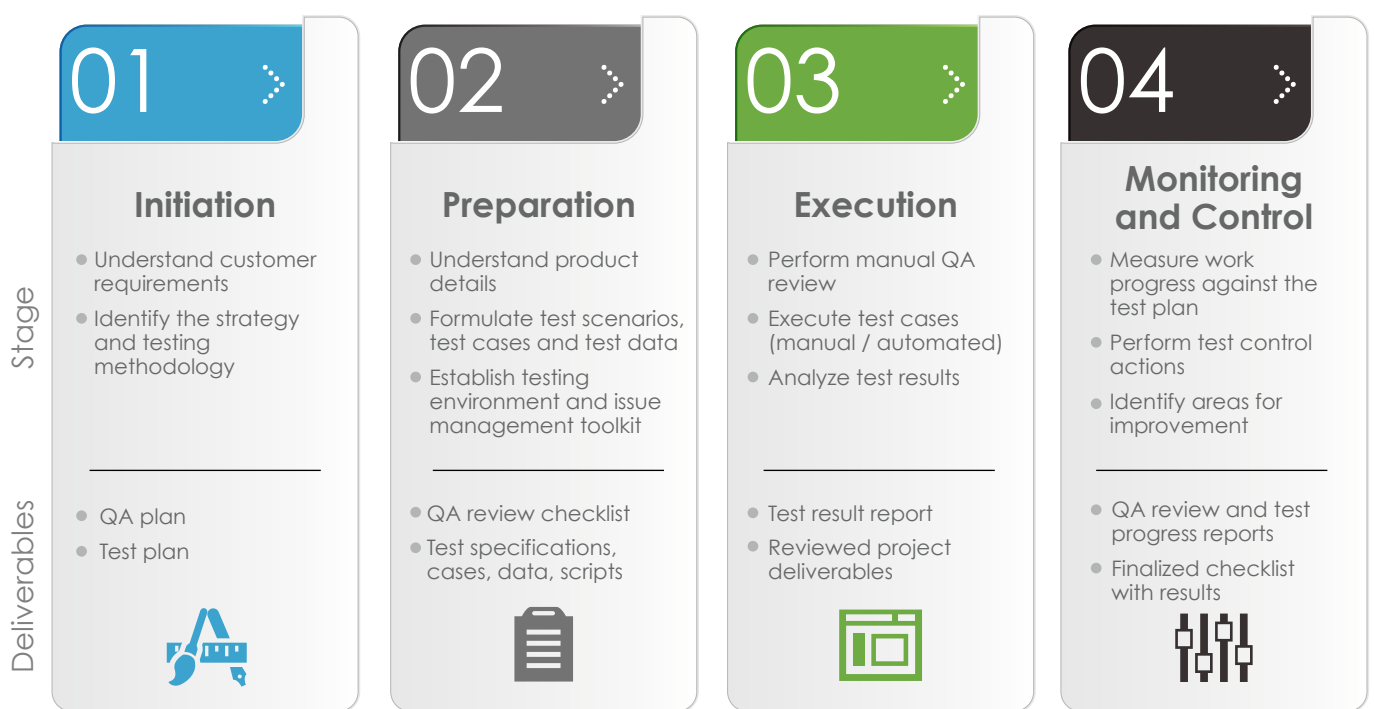 01
Initiation
Understand customer
requirements
Identify the strategy
and testing
methodology
QA plan
Test plan
02
Preparation
Understand product
details
Formulate test scenarios,
test cases and test data
Establish testing
environment and issue
management toolkit
QA review checklist
Test specifications,
cases, data, scripts
03
Execution
Perform manual QA
review
Execute test cases
(manual / automated)
Analyze test results
Test result report
Reviewed project
deliverables
04
Monitoring
and Control
Measure work
progress against the
test plan
Perform test control
actions
Identify areas for
improvement
QA review and test
progress reports
Finalized checklist
with results
Stage
Deliverables